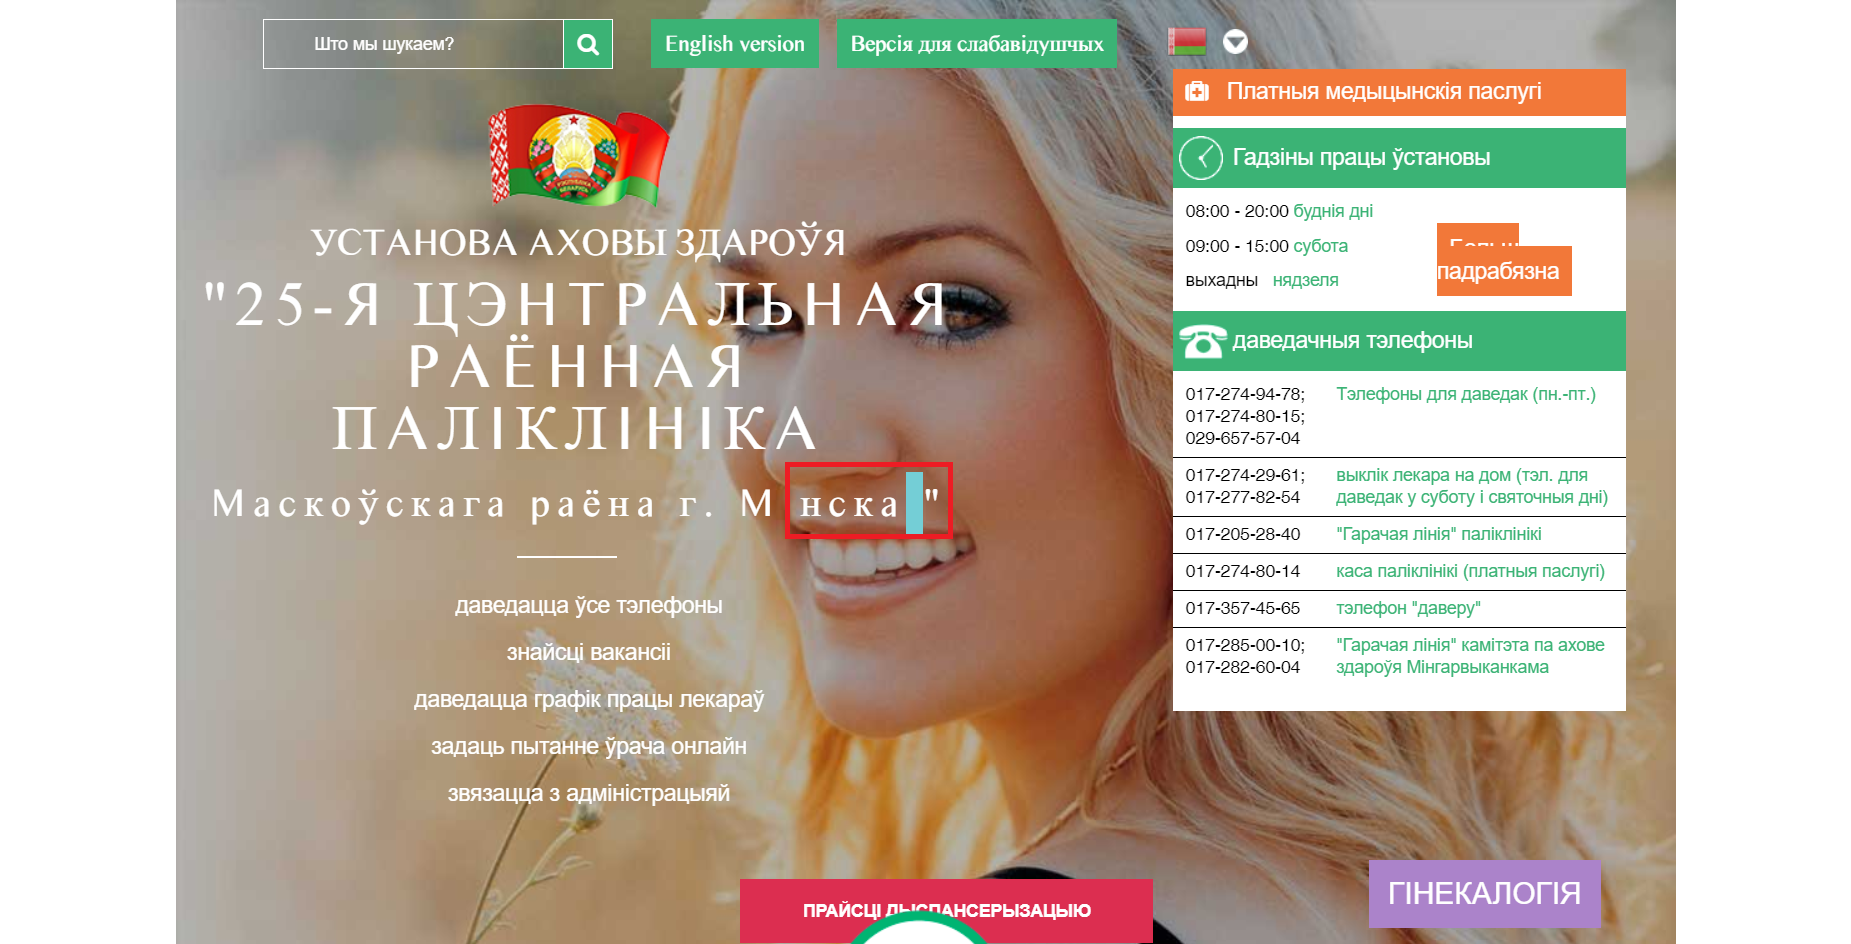 Што мы шукаем?
English version
Версія для слабавідушчых
Платныя медыцынскія паслугі
Гадзіны працы ўстановы
08:00 - 20:00 будня дні
09:00 - 15:00 субота
выхадны нядзеля
Больш
падрабязна
даведачныя тэлефоны
017-274-94-78; Тэлефоны для даведак (пн.-пт.)
017-274-80-15;
029-657-57-04
017-274-29-61; выклік лекара на дом (тэл. для
017-277-82-54 даведак у суботу і святочныя дні)
017-205-28-40 "Гарачая лінія" паліклінікі
017-274-80-14 каса паліклінікі (платныя паслугі)
017-357-45-65 тэлефон "даверу"
017-285-00-10; "Гарачая лінія" камітэта па ахове
017-282-60-04 здароўя Мінгарвыканкама
УСТАНОВА АХОВЫ ЗДАРОЎЯ
"25-Я ЦЭНТРАЛЬНАЯ
РАЁННАЯ
ПАЛІКЛІНІКА
Маскоўскага раёна г. М нска "
даведацца ўсе тэлефоны
знайсці вакансіі
даведацца графік працы лекараў
задаць пытанне ўрача онлайн
звязацца з адміністрацыяй
ПРАЙСЦІ ДЫСПАНСЕРЫЗАЦЫЮ
ГІНЕКАЛОГІЯ